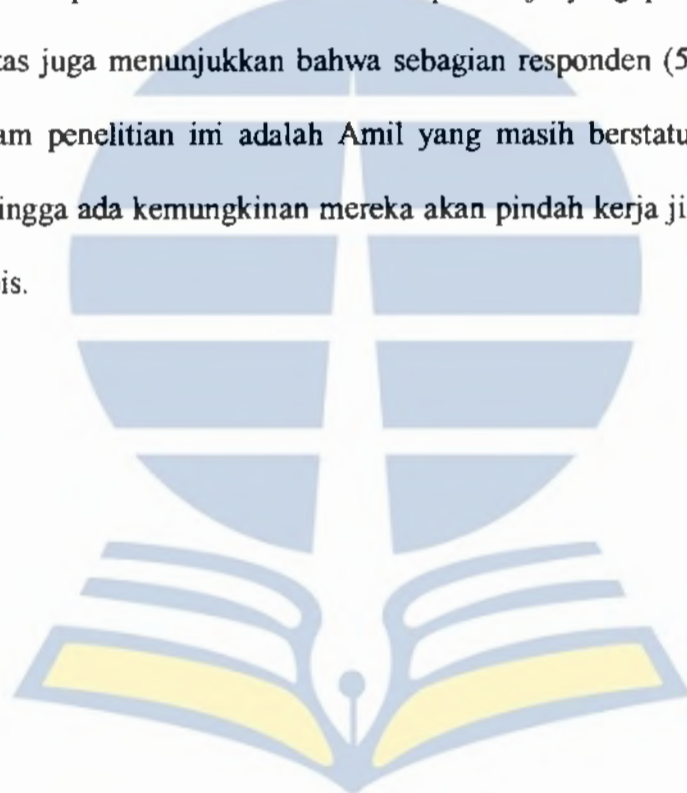 tas juga menunjukkan bahwa sebagian responden (5
am penelitian ini adalah Amil yang masih berstatu
ingga ada kemungkinan mereka akan pindah kerja ji
is.